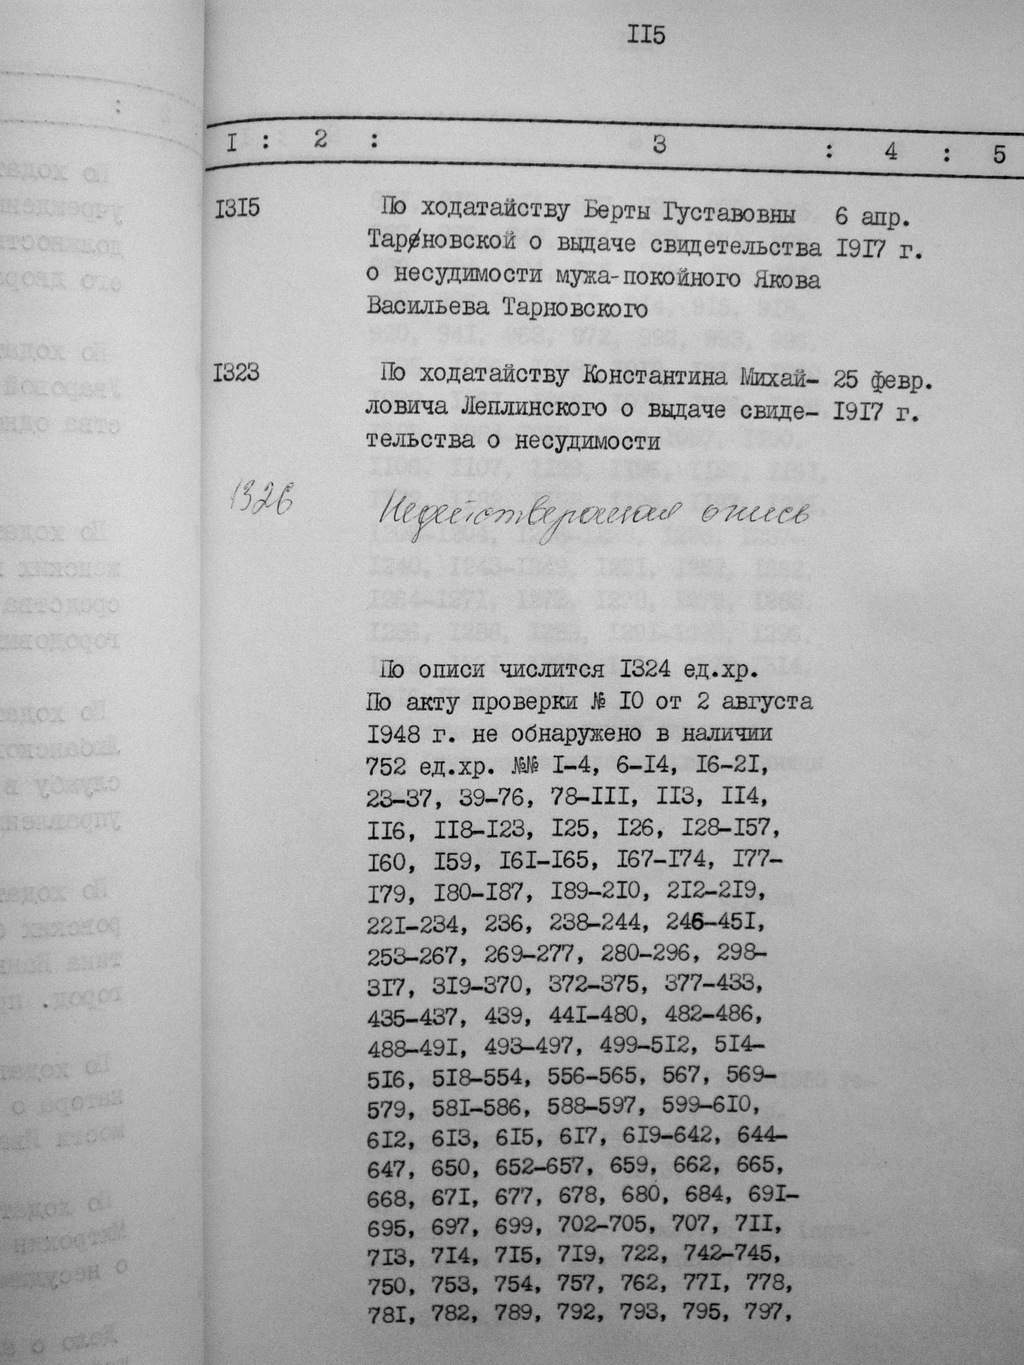 II5
I : 2 : 3 : 4 : 5
I3I5 По ходатайству Берты Густавовны 6 апр.
Тарновской о выдаче свидетельства I9I7 г.
о несудимости мужа-покойного Якова
Васильева Тарновского
I323 По ходатайству Константина Михай- 25 февр.
ловича Леплинского о выдаче свиде- I9I7 г.
тельства о несудимости
1326 опись
По описи числится I324 ед.хр.
По акту проверки № IO от 2 августа
I948 г. не обнаружено в наличии
752 ед.хр. №№ I-4, 6-I4, I6-2I,
23-37, 39-76, 78-III, II3, II4,
II6, II8-I23, I25, I26, I28-I57,
I60, I59, I6I-I65, I67-I74, I77-
I79, I80-I87, I89-2I0, 2I2-2I9,
22I-234, 236, 238-244, 246-45I,
253-267, 269-277, 280-296, 298-
3I7, 3I9-370, 372-375, 377-433,
435-437, 439, 44I-480, 482-486,
488-49I, 493-497, 499-5I2, 5I4-
5I6, 5I8-554, 556-565, 567, 569-
579, 58I-586, 588-597, 599-6IO,
6I2, 6I3, 6I5, 6I7, 6I9-642, 644-
647, 650, 652-657, 659, 662, 665,
668, 67I, 677, 678, 680, 684, 69I-
695, 697, 699, 702-705, 707, 7II,
7I3, 7I4, 7I5, 7I9, 722, 742-745,
750, 753, 754, 757, 762, 77I, 778,
78I, 782, 789, 792, 793, 795, 797,